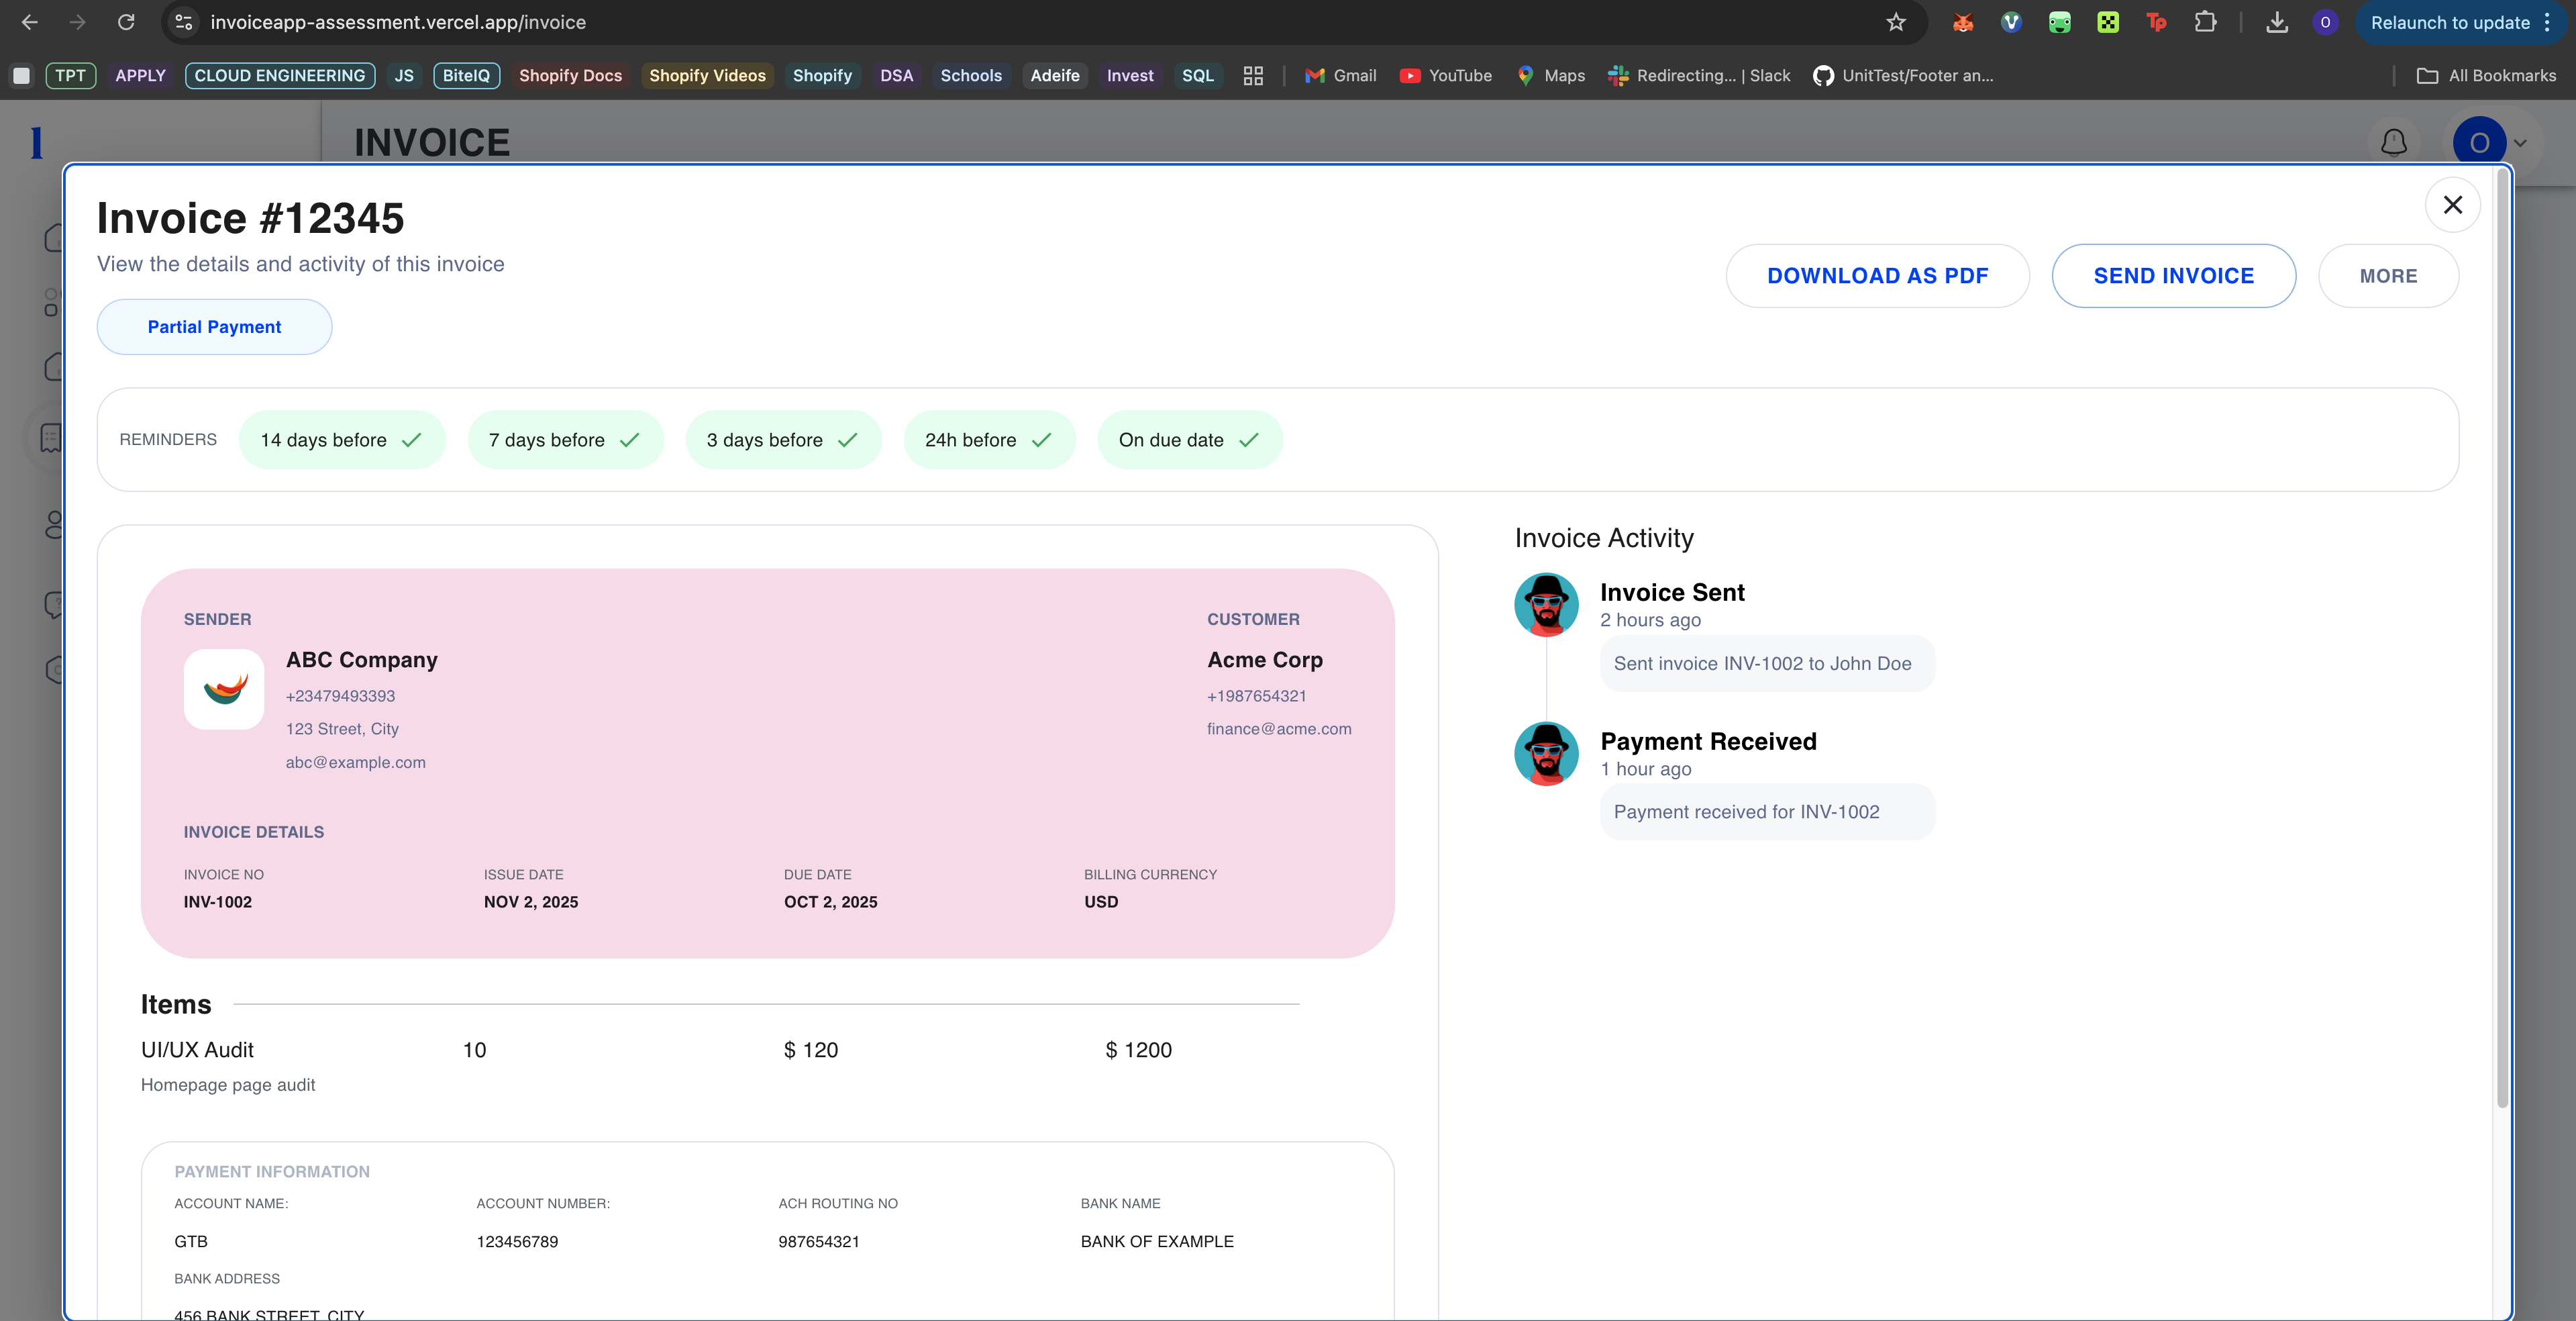 invoiceapp-assessment.vercel.app/invoice
Tp
O
Relaunch to update
TPT
APPLY
CLOUD ENGINEERING
JS
BiteIQ
Shopify Docs
Shopify Videos
Shopify
DSA
Schools
Adeife
Invest
SQL
Gmail
YouTube
Maps
Redirecting... | Slack
UnitTest/Footer an...
All Bookmarks
INVOICE
O
Invoice #12345
View the details and activity of this invoice
DOWNLOAD AS PDF
SEND INVOICE
MORE
Partial Payment
REMINDERS
14 days before
7 days before
3 days before
24h before
On due date
SENDER
ABC Company
+23479493393
123 Street, City
abc@example.com
CUSTOMER
Acme Corp
+1987654321
finance@acme.com
INVOICE DETAILS
INVOICE NO
INV-1002
ISSUE DATE
NOV 2, 2025
DUE DATE
OCT 2, 2025
BILLING CURRENCY
USD
Items
UI/UX Audit
10
$ 120
$ 1200
Homepage page audit
PAYMENT INFORMATION
ACCOUNT NAME:
GTB
ACCOUNT NUMBER:
123456789
ACH ROUTING NO
987654321
BANK NAME
BANK OF EXAMPLE
BANK ADDRESS
456 BANK STREET, CITY
Invoice Activity
Invoice Sent
2 hours ago
Sent invoice INV-1002 to John Doe
Payment Received
1 hour ago
Payment received for INV-1002